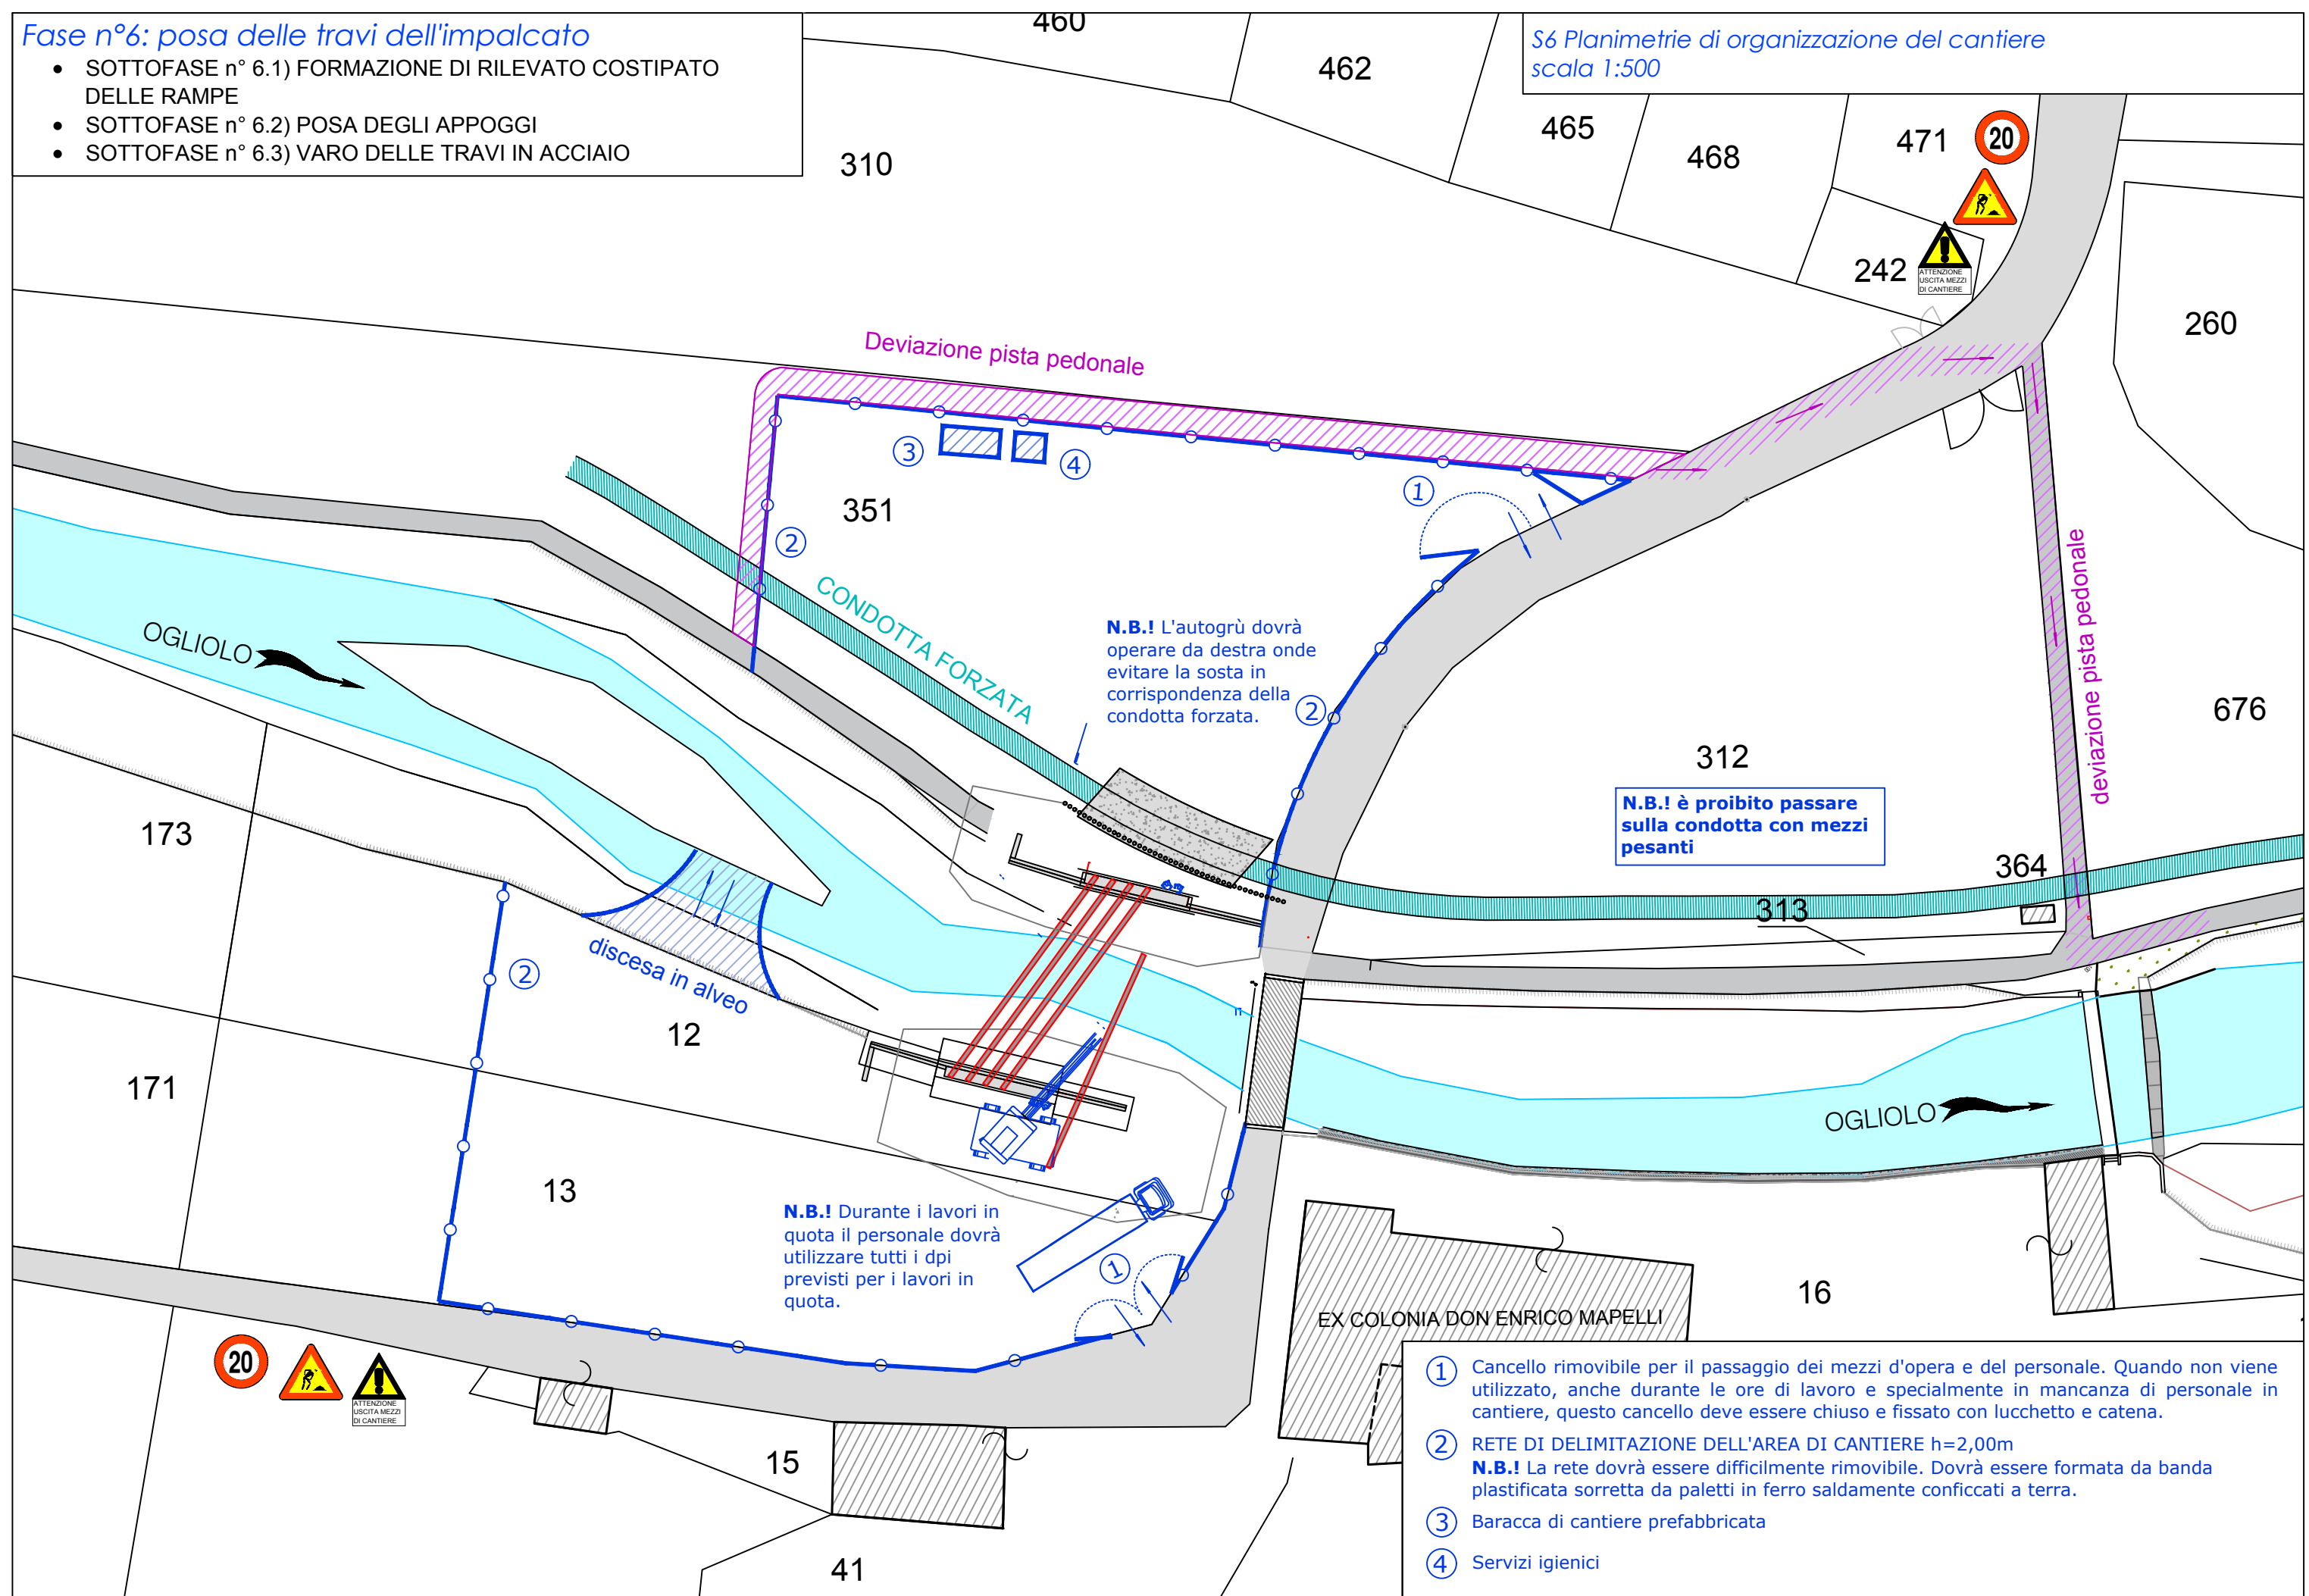 Fase n°6: posa delle travi dell'impalcato
• SOTTOFASE n° 6.1) FORMAZIONE DI RILEVATO COSTIPATO
DELLE RAMPE
• SOTTOFASE n° 6.2) POSA DEGLI APPOGGI
• SOTTOFASE n° 6.3) VARO DELLE TRAVI IN ACCIAIO
S6 Planimetrie di organizzazione del cantiere
scala 1:500
460
462
465
468
471
20
310
242
ATTENZIONE
USCITA MEZZI
DI CANTIERE
260
Deviazione pista pedonale
3
4
1
351
2
CONDOTTA FORZATA
OGLIOLO
N.B.! L'autogrù dovrà
operare da destra onde
evitare la sosta in
corrispondenza della
condotta forzata.
2
deviazione pista pedonale
676
312
N.B.! è proibito passare
sulla condotta con mezzi
pesanti
173
364
313
discesa in alveo
2
12
171
OGLIOLO
13
N.B.! Durante i lavori in
quota il personale dovrà
utilizzare tutti i dpi
previsti per i lavori in
quota.
1
16
EX COLONIA DON ENRICO MAPELLI
20
ATTENZIONE
USCITA MEZZI
DI CANTIERE
15
41
1 Cancello rimovibile per il passaggio dei mezzi d'opera e del personale. Quando non viene
utilizzato, anche durante le ore di lavoro e specialmente in mancanza di personale in
cantiere, questo cancello deve essere chiuso e fissato con lucchetto e catena.
2 RETE DI DELIMITAZIONE DELL'AREA DI CANTIERE h=2,00m
N.B.! La rete dovrà essere difficilmente rimovibile. Dovrà essere formata da banda
plastificata sorretta da paletti in ferro saldamente conficcati a terra.
3 Baracca di cantiere prefabbricata
4 Servizi igienici